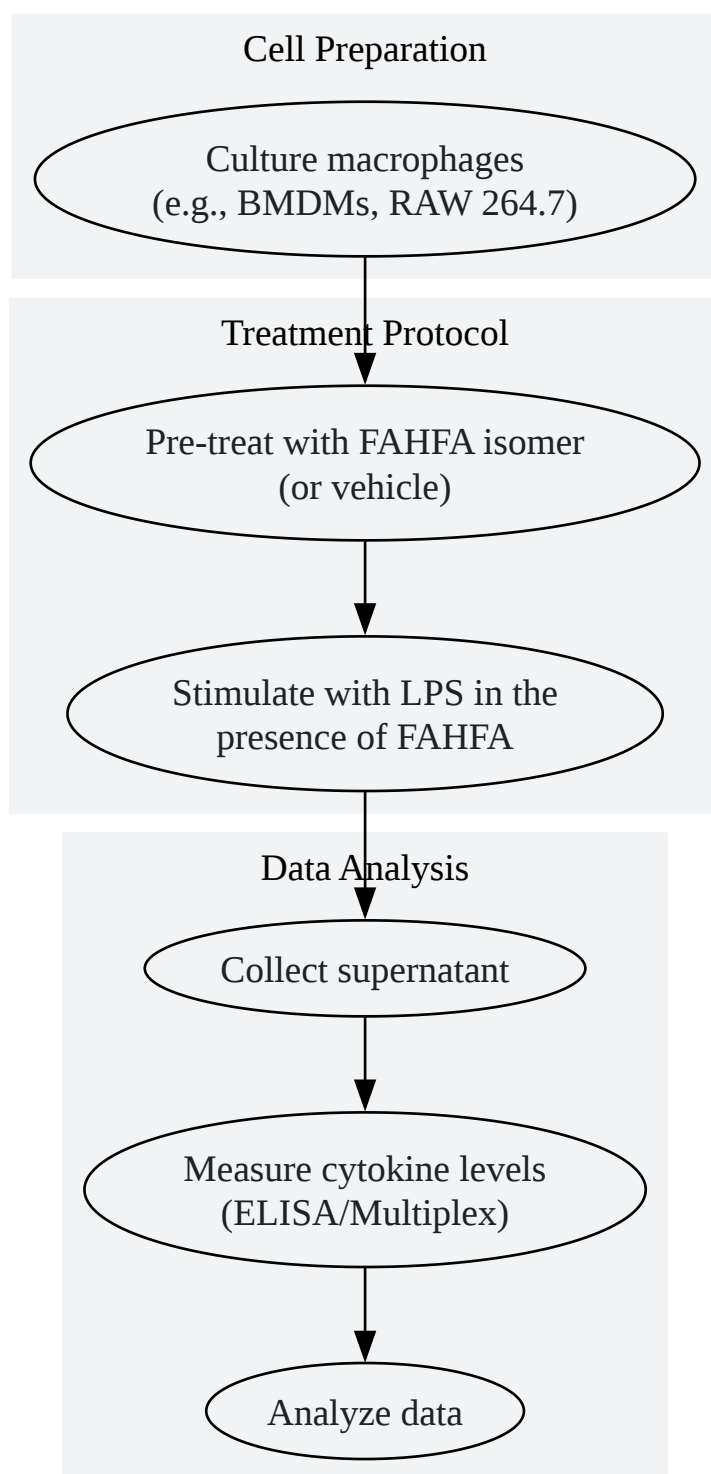 Cell Preparation
Culture macrophages
(e.g., BMDMs, RAW 264.7)
Treatment Protocol
Pre-treat with FAHFA isomer
(or vehicle)
Stimulate with LPS in the
presence of FAHFA
Data Analysis
Collect supernatant
Measure cytokine levels
(ELISA/Multiplex)
Analyze data